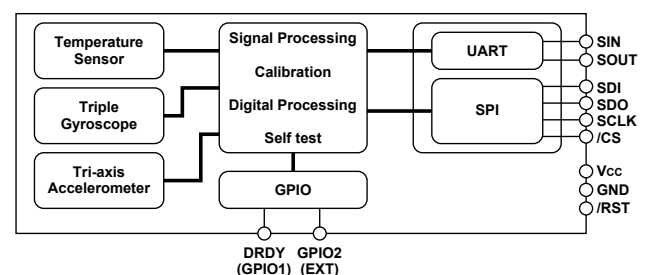 Temperature
Sensor
Triple
Gyroscope
Tri-axis
Accelerometer
Signal Processing
Calibration
Digital Processing
Self test
GPIO
UART
SPI
SIN
SOUT
SDI
SDO
SCLK
/CS
Vcc
GND
/RST
DRDY
(GPIO1)
GPIO2
(EXT)